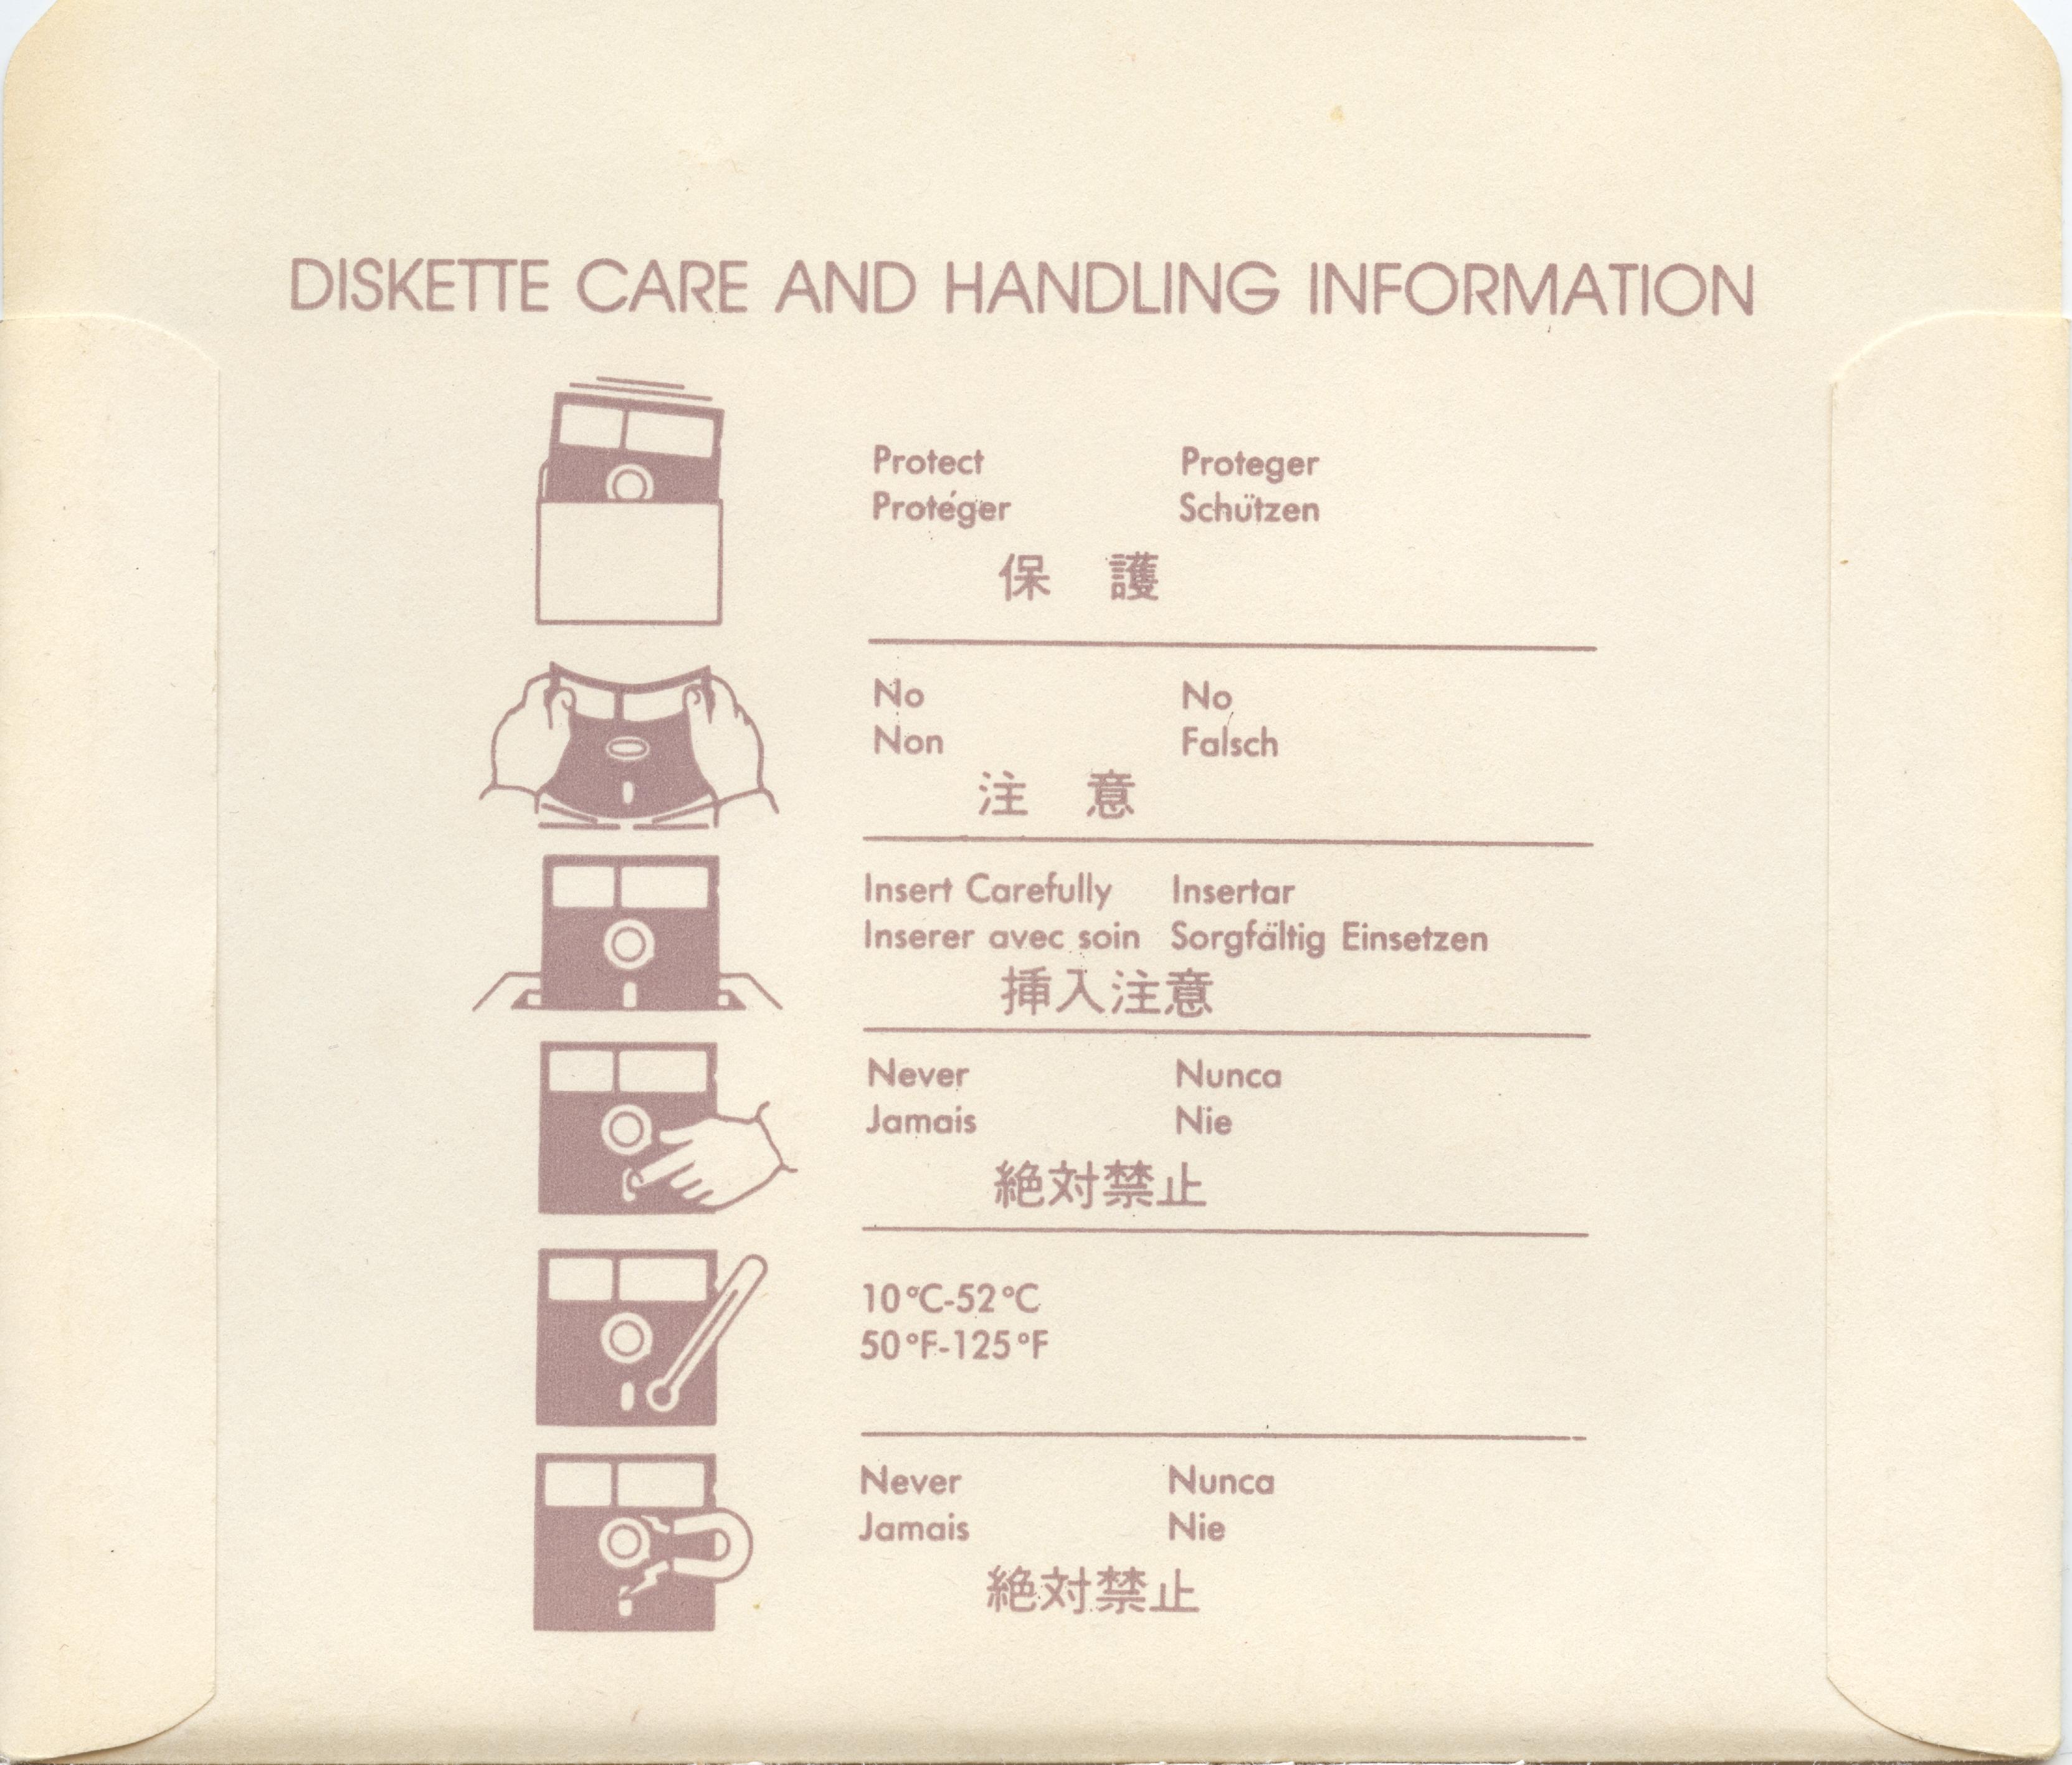 DISKETTE CARE AND HANDLING INFORMATION
Protect Proteger
Protéger Schützen
保 護
No No
Non Falsch
注 意
Insert Carefully Insertar
Inserer avec soin Sorgfältig Einsetzen
挿入注意
Never Nunca
Jamais Nie
絶対禁止
10°C-52°C
50°F-125°F
Never Nunca
Jamais Nie
絶対禁止